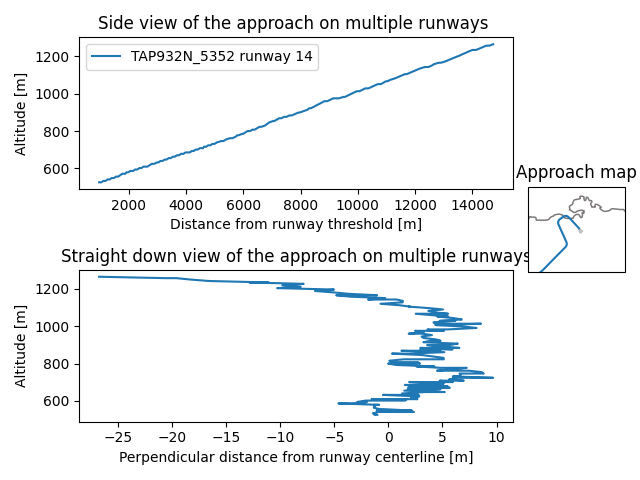 Side view of the approach on multiple runways
TAP932N_5352 runway 14
Altitude [m]
1200
1000
800
600
2000 4000 6000 8000 10000 12000 14000
Distance from runway threshold [m]
Approach map
Straight down view of the approach on multiple runways
Altitude [m]
1200
1000
800
600
−25 −20 −15 −10 −5 0 5 10
Perpendicular distance from runway centerline [m]